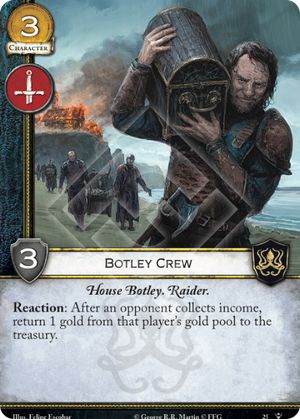 3
CHARACTER
3
BOTLEY CREW
House Botley. Raider.
Reaction: After an opponent collects income,
return 1 gold from that player's gold pool to the
treasury.
Illus. Felipe Escobar © George R.R. Martin © FFG 25